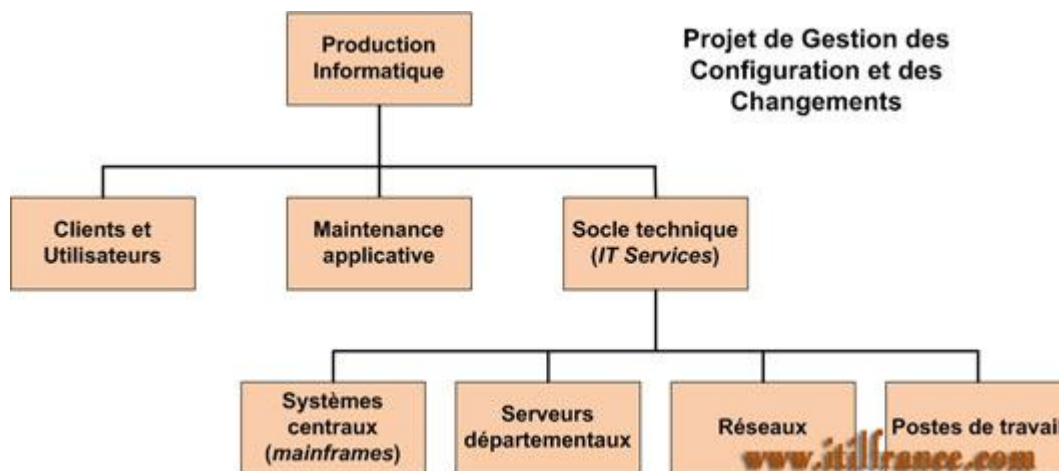 Production
Informatique
Projet de Gestion des
Configuration et des
Changements
Clients et
Utilisateurs
Maintenance
applicative
Socle technique
(IT Services)
Systèmes
centraux
(mainframes)
Serveurs
départementaux
Réseaux
Postes de travail
www.itilfrance.com